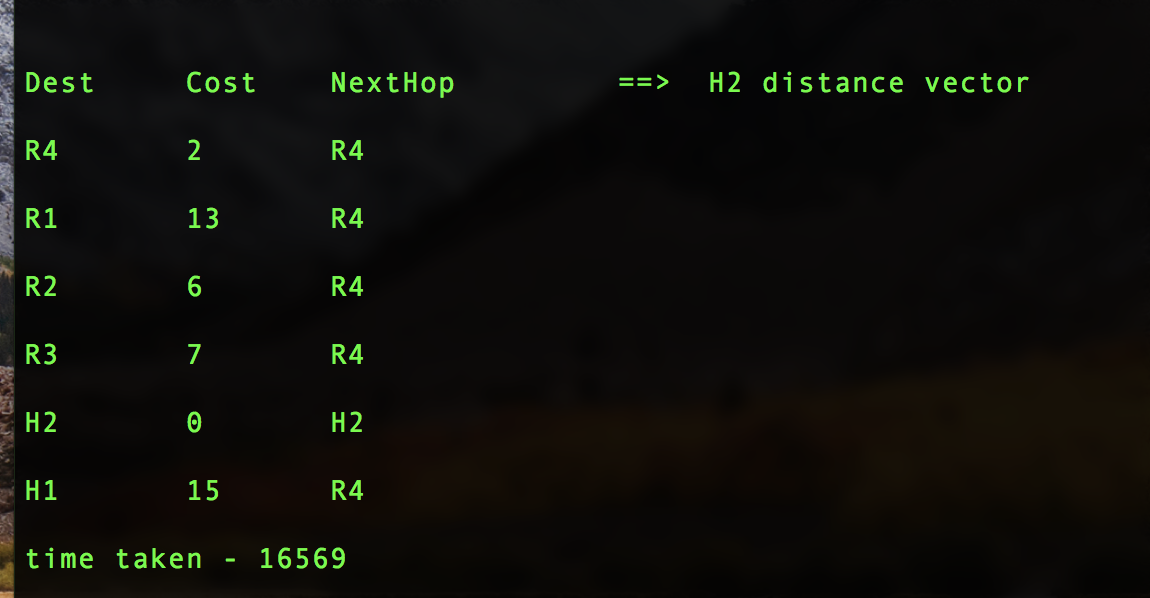 Dest Cost NextHop ==> H2 distance vector
R4 2 R4
R1 13 R4
R2 6 R4
R3 7 R4
H2 0 H2
H1 15 R4
time taken - 16569